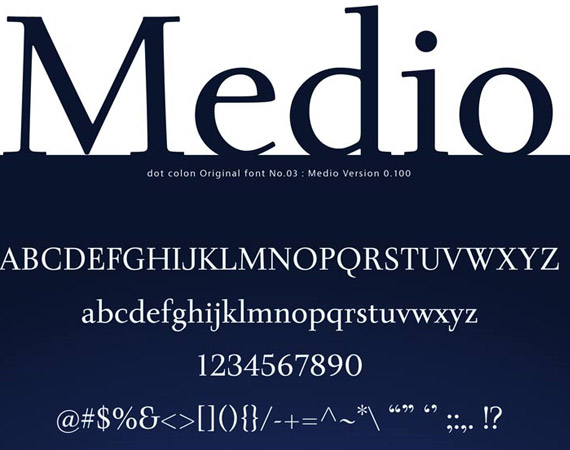 Medio
dot colon Original font No.03 : Medio Version 0.100
ABCDEFGHIJKLMNOPQRSTUVWXYZ
abcdefghijklmnopqrstuvwxyz
1234567890
@#$%&<>[](){}/-+=^~*\ “” ‘’ ;:,. !?